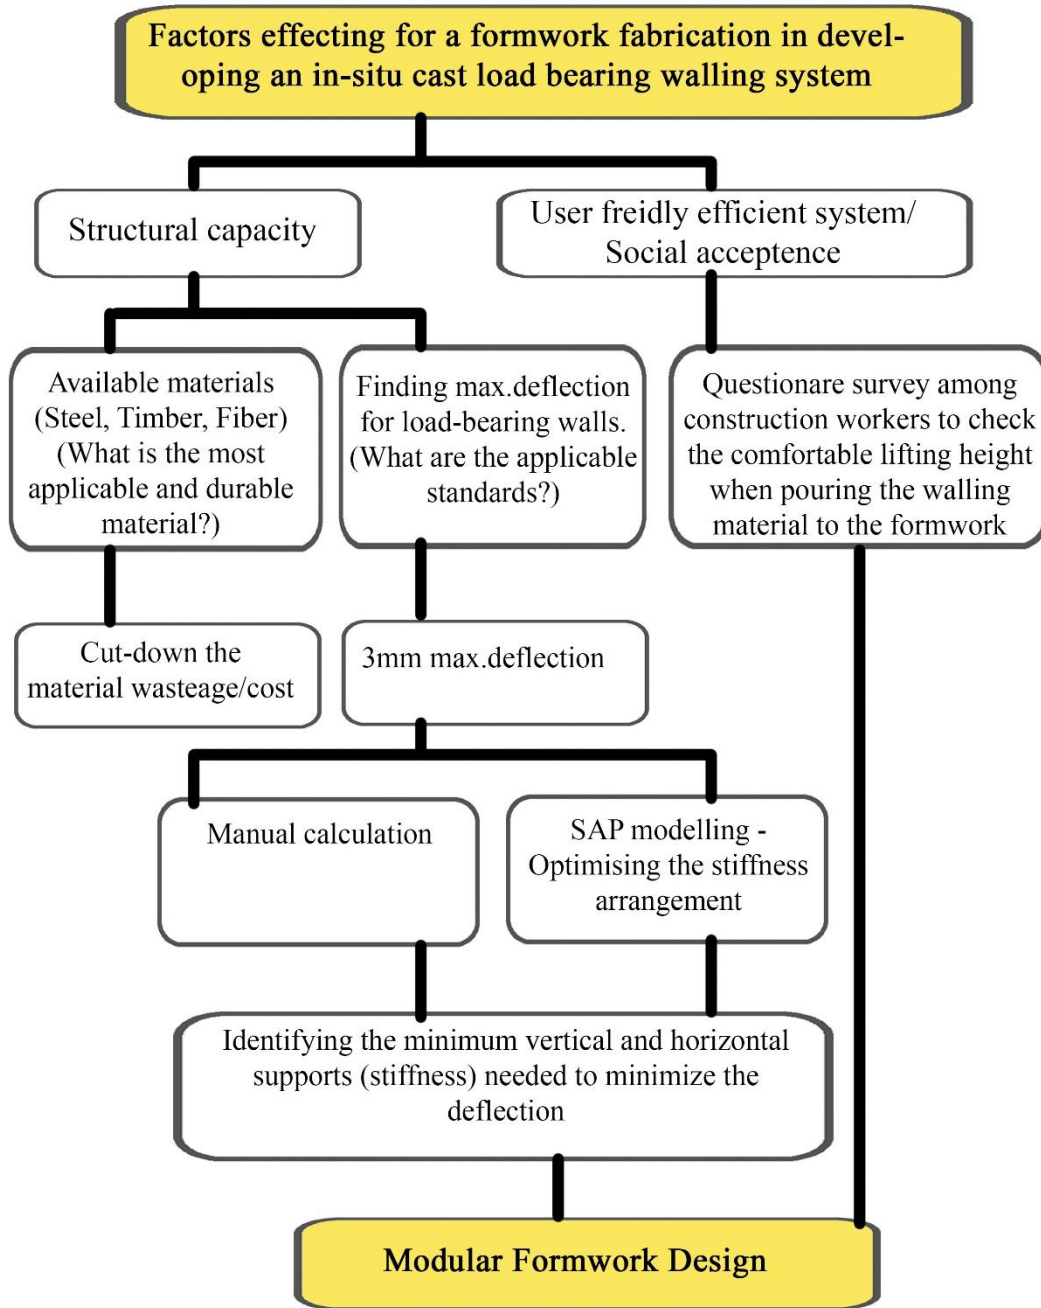 Factors effecting for a formwork fabrication in devel-
oping an in-situ cast load bearing walling system
Structural capacity
User freidly efficient system/
Social acceptence
Available materials
(Steel, Timber, Fiber)
(What is the most
applicable and durable
material?)
Finding max.deflection
for load-bearing walls.
(What are the applicable
standards?)
Questionare survey among
construction workers to check
the comfortable lifting height
when pouring the walling
material to the formwork
Cut-down the
material wasteage/cost
3mm max.deflection
Manual calculation
SAP modelling -
Optimising the stiffness
arrangement
Identifying the minimum vertical and horizontal
supports (stiffness) needed to minimize the
deflection
Modular Formwork Design